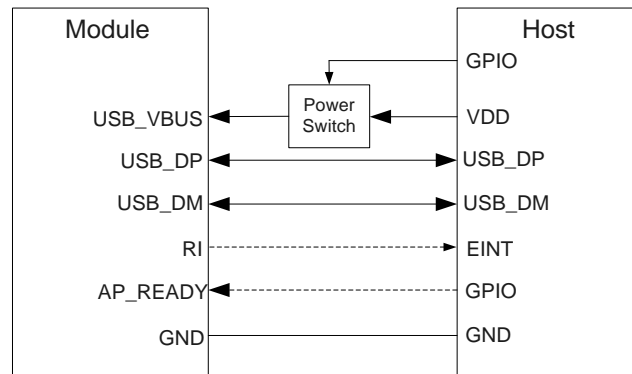 Module
Host
GPIO
Power
Switch
USB_VBUS
VDD
USB_DP
USB_DP
USB_DM
USB_DM
RI
EINT
AP_READY
GPIO
GND
GND